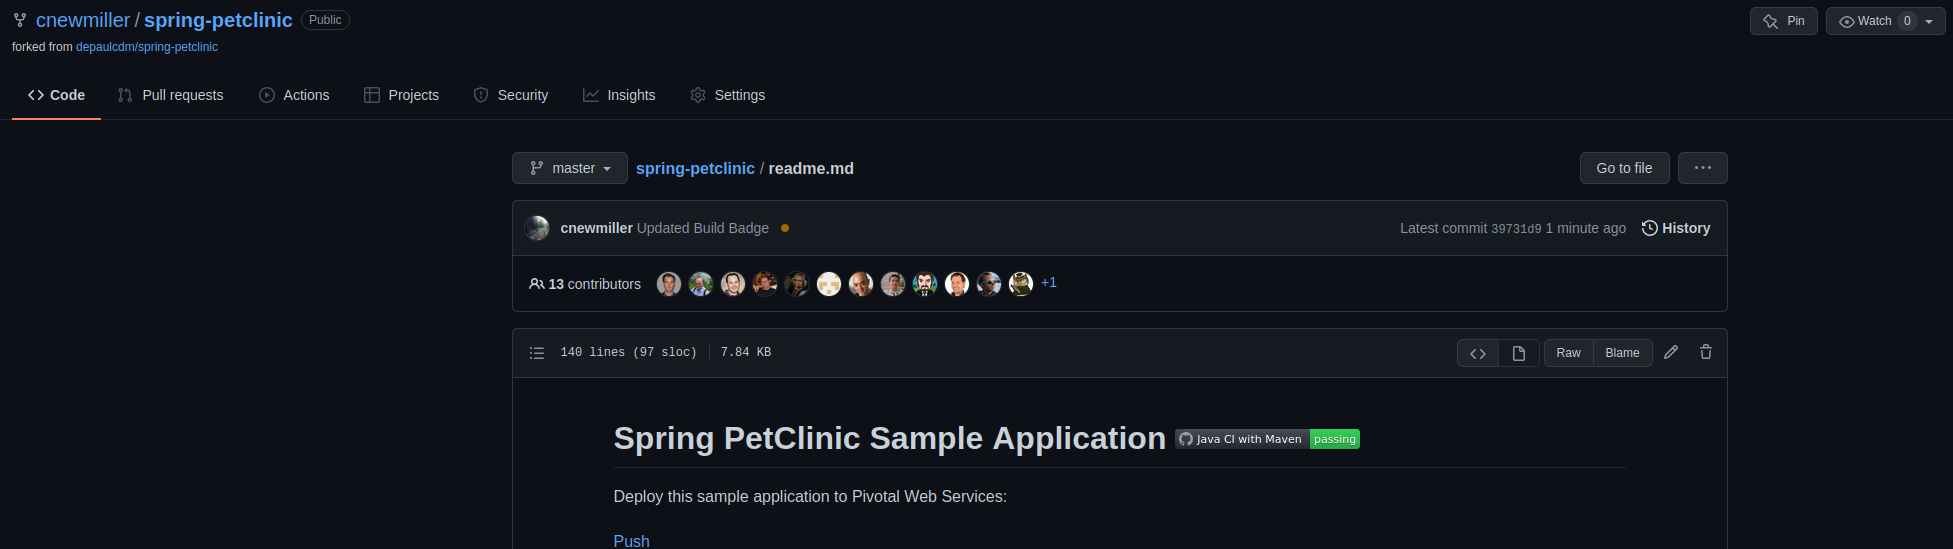 cnewmiller / spring-petclinic Public
Pin
Watch 0
forked from depaulcdm/spring-petclinic
Code Pull requests Actions Projects Security Insights Settings
master spring-petclinic / readme.md Go to file ...
cnewmiller Updated Build Badge Latest commit 39731d9 1 minute ago History
13 contributors +1
140 lines (97 sloc) 7.84 KB Raw Blame
Spring PetClinic Sample Application Java CI with Maven passing
Deploy this sample application to Pivotal Web Services:
Push